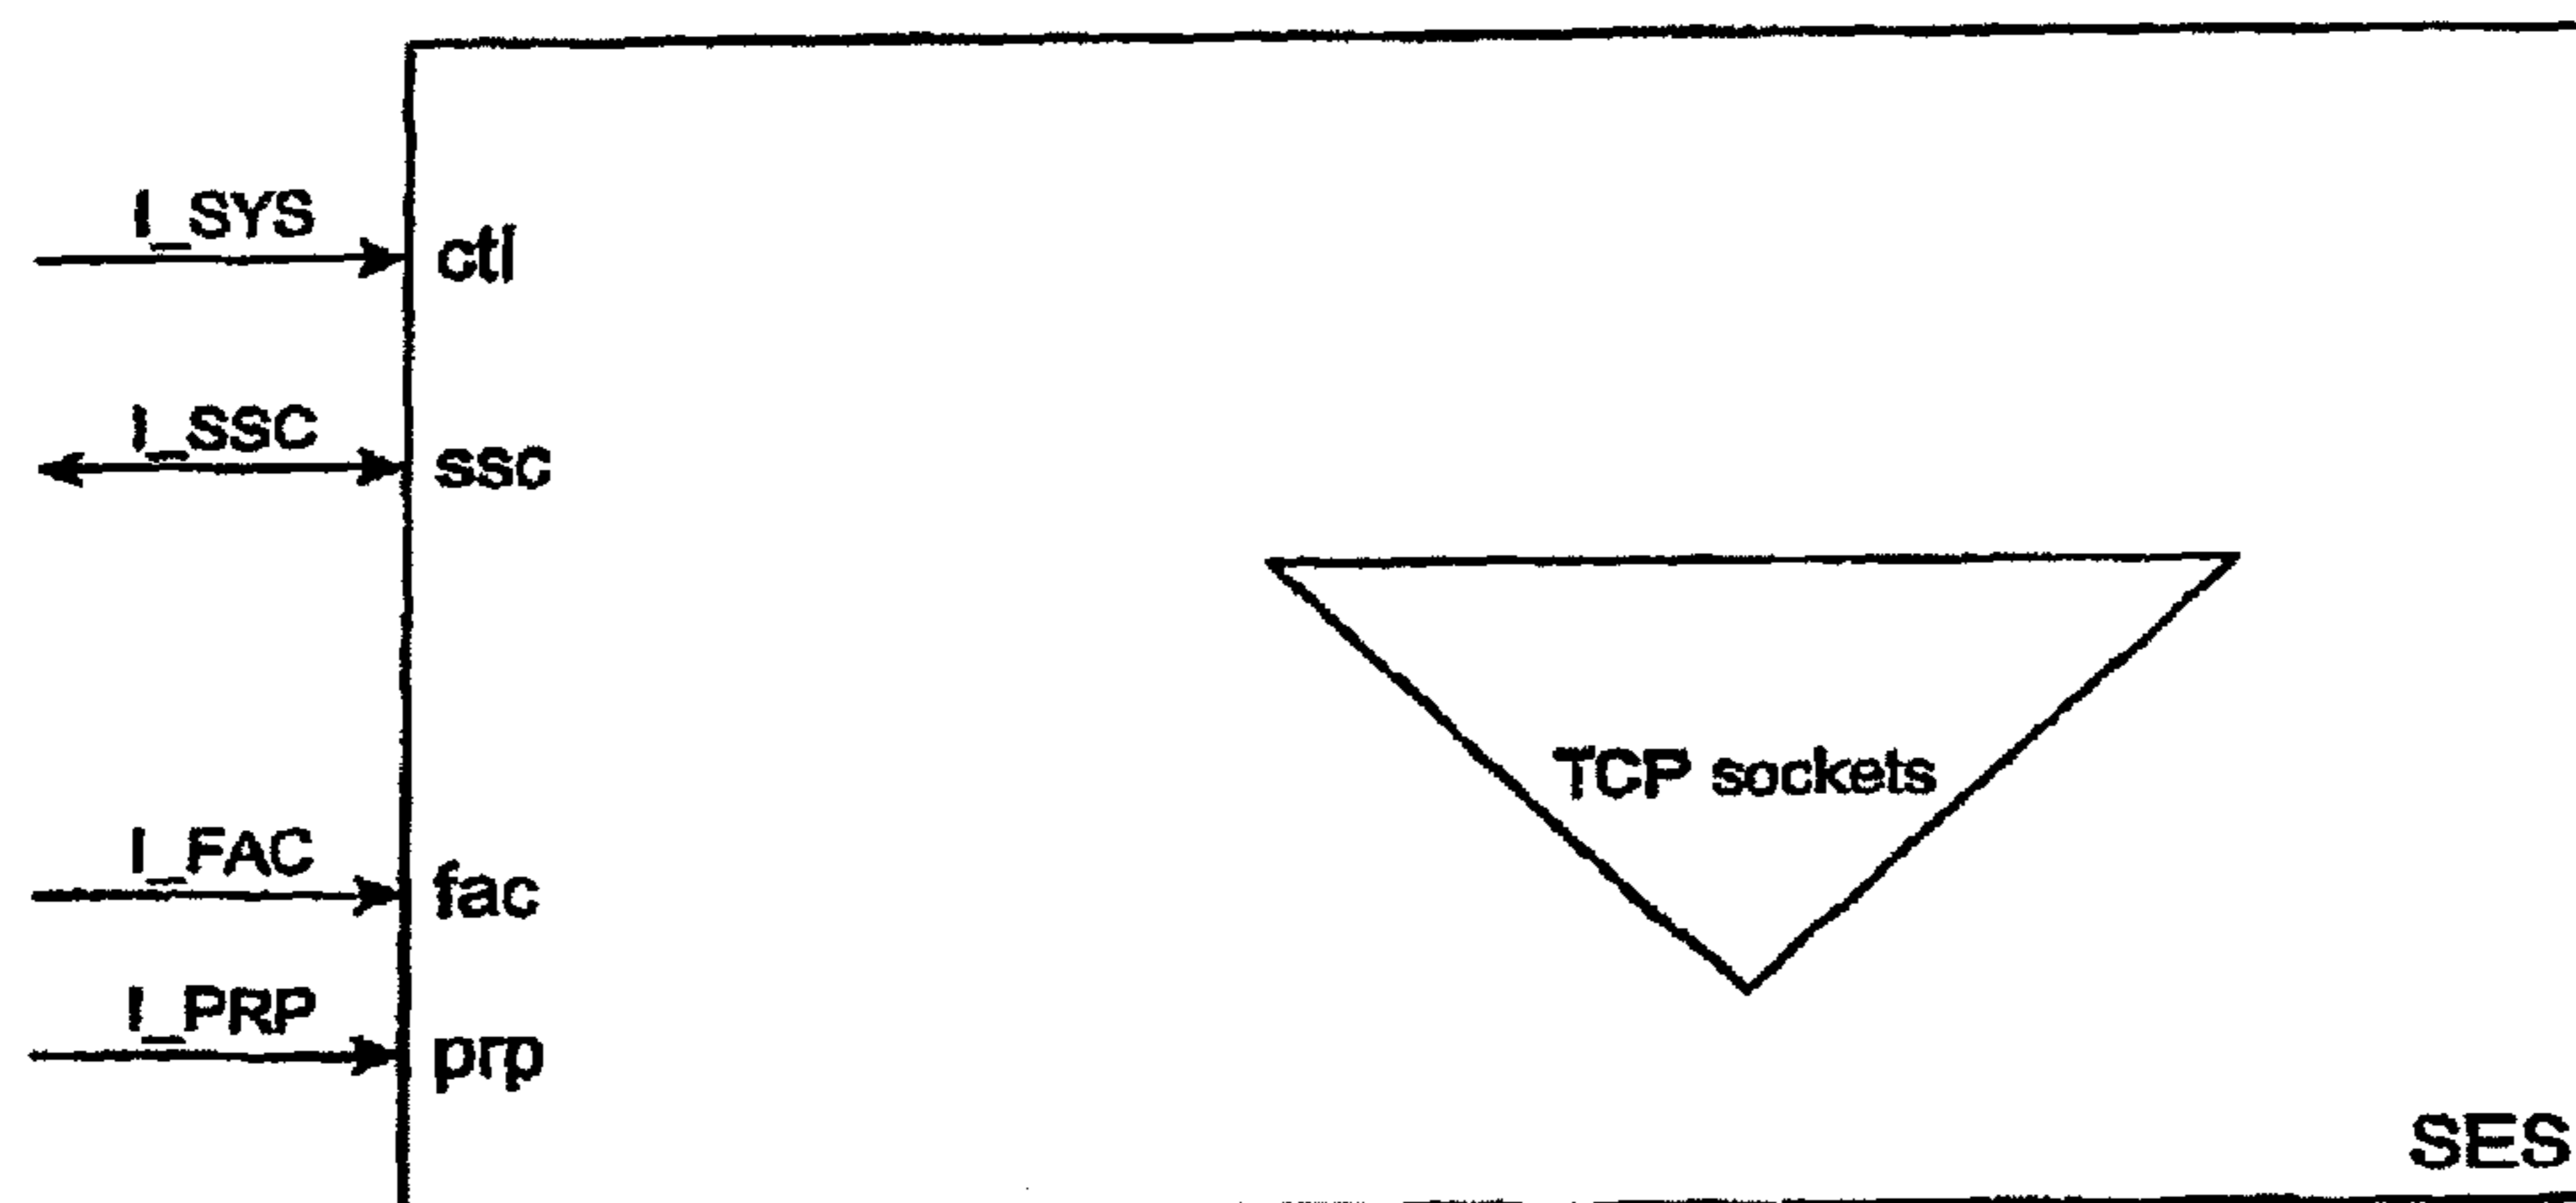 I_SYS
ctl
I_SSC
ssc
TCP sockets
I_FAC
fac
I_PRP
prp
SES